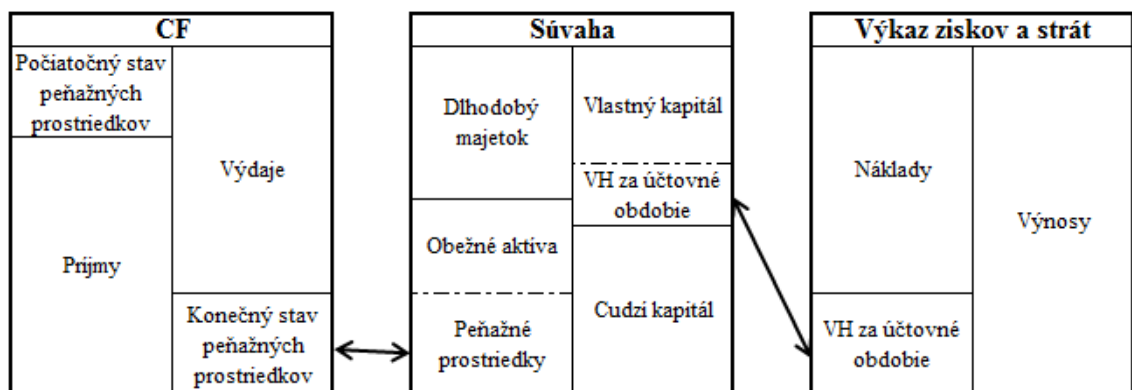 CF
Počiatočný stav
peňažných
prostriedkov
Príjmy
Výdaje
Konečný stav
peňažných
prostriedkov
Súvaha
Dlhodobý
majetok
Obežné aktíva
Peňažné
prostriedky
Vlastný kapitál
VH za účtovné
obdobie
Cudzí kapitál
Výkaz ziskov a strát
Náklady
VH za účtovné
obdobie
Výnosy